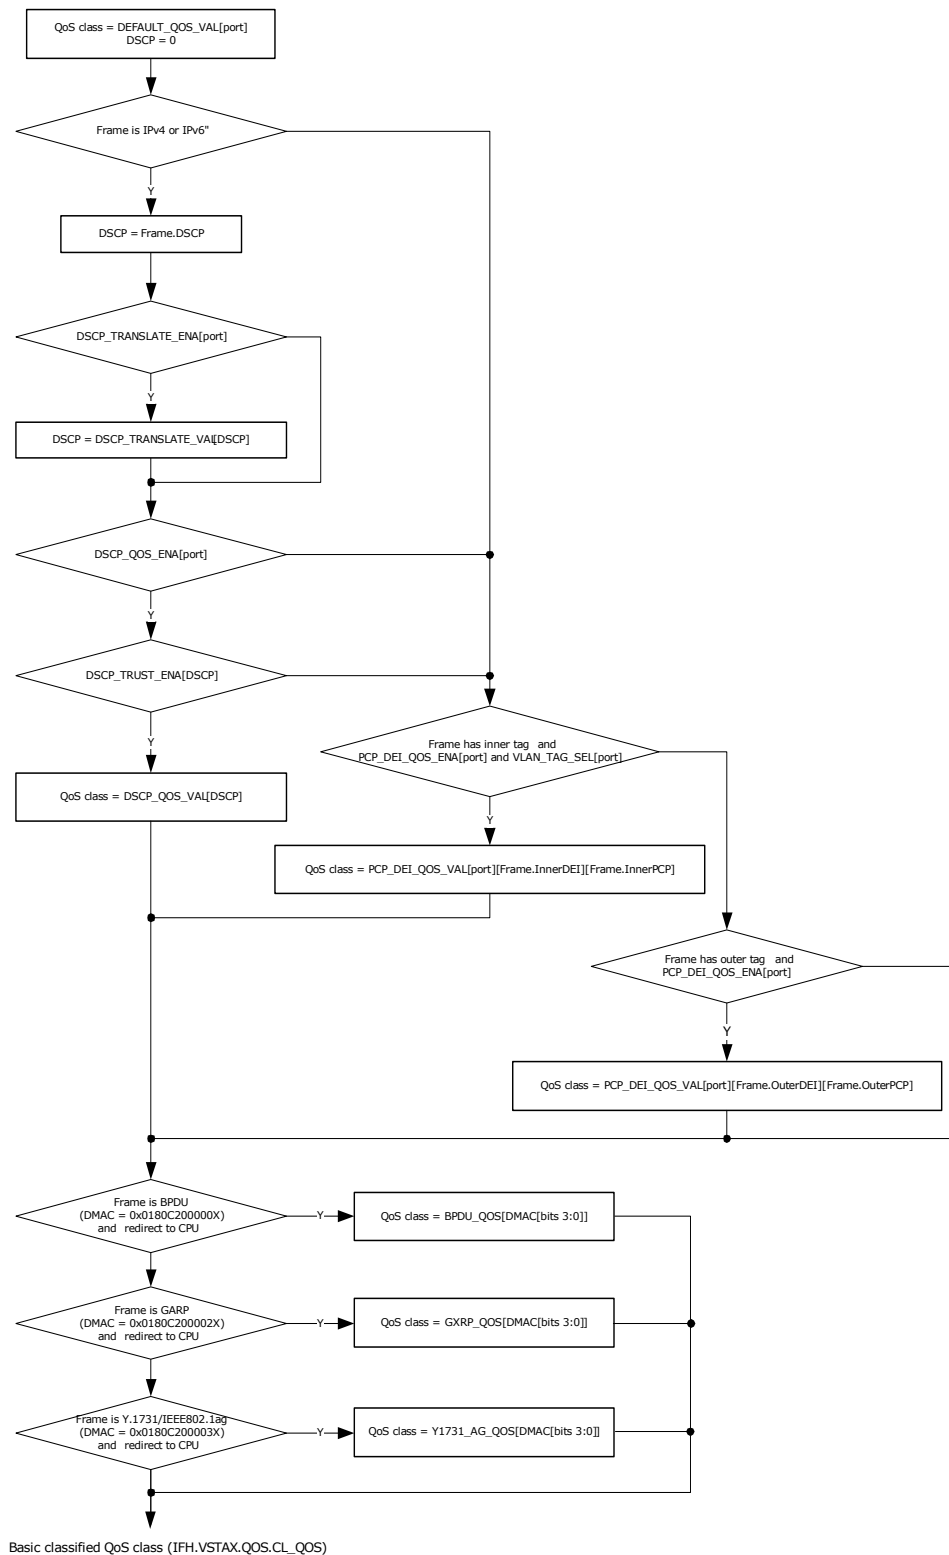 QoS class = DEFAULT_QOS_VAL[port]
DSCP = 0
Frame is IPv4 or IPv6"
Y
DSCP = Frame.DSCP
DSCP_TRANSLATE_ENA[port]
Y
DSCP = DSCP_TRANSLATE_VAL[DSCP]
DSCP_QOS_ENA[port]
Y
DSCP_TRUST_ENA[DSCP]
Y
Frame has inner tag and
PCP_DEI_QOS_ENA[port] and VLAN_TAG_SEL[port]
QoS class = DSCP_QOS_VAL[DSCP]
Y
QoS class = PCP_DEI_QOS_VAL[port][Frame.InnerDEI][Frame.InnerPCP]
Frame has outer tag and
PCP_DEI_QOS_ENA[port]
Y
QoS class = PCP_DEI_QOS_VAL[port][Frame.OuterDEI][Frame.OuterPCP]
Frame is BPDU
(DMAC = 0x0180C200000X)
and redirect to CPU
Y
QoS class = BPDU_QOS[DMAC[bits 3:0]]
Frame is GARP
(DMAC = 0x0180C200002X)
and redirect to CPU
Y
QoS class = GXRP_QOS[DMAC[bits 3:0]]
Frame is Y.1731/IEEE802.1ag
(DMAC = 0x0180C200003X)
and redirect to CPU
Y
QoS class = Y1731_AG_QOS[DMAC[bits 3:0]]
Basic classified QoS class (IFH.VSTAX.QOS.CL_QOS)